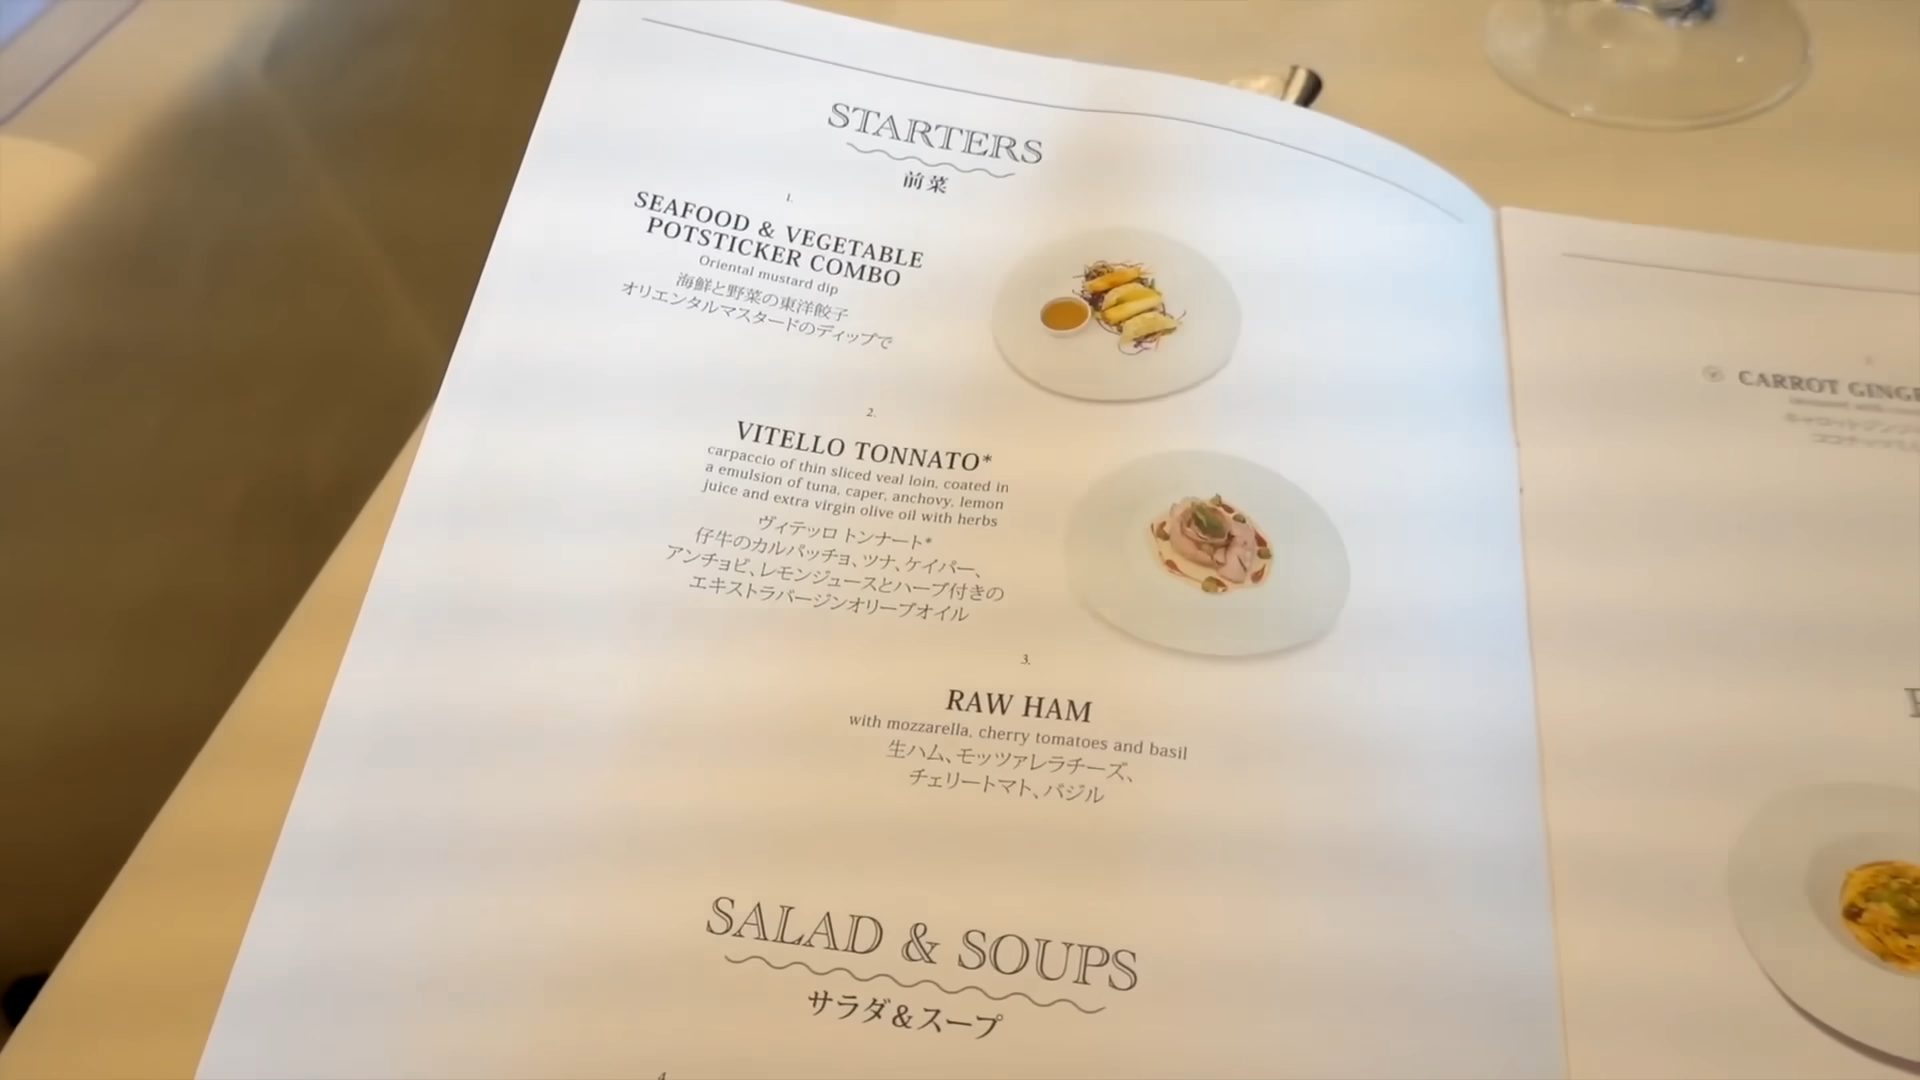 STARTERS
前菜
1.
SEAFOOD & VEGETABLE
POTSTICKER COMBO
Oriental mustard dip
海鮮と野菜の東洋餃子
オリエンタルマスタードのディップで
2.
VITELLO TONNATO*
carpaccio of thin sliced veal loin, coated in
a emulsion of tuna, caper, anchovy, lemon
juice and extra virgin olive oil with herbs
ヴィテッロ トンナート*
仔牛のカルパッチョ、ツナ、ケイパー、
アンチョビ、レモンジュースとハーブ付きの
エキストラバージンオリーブオイル
3.
RAW HAM
with mozzarella, cherry tomatoes and basil
生ハム、モッツァレラチーズ、
チェリートマト、バジル
SALAD & SOUPS
サラダ&スープ
4
CARROT